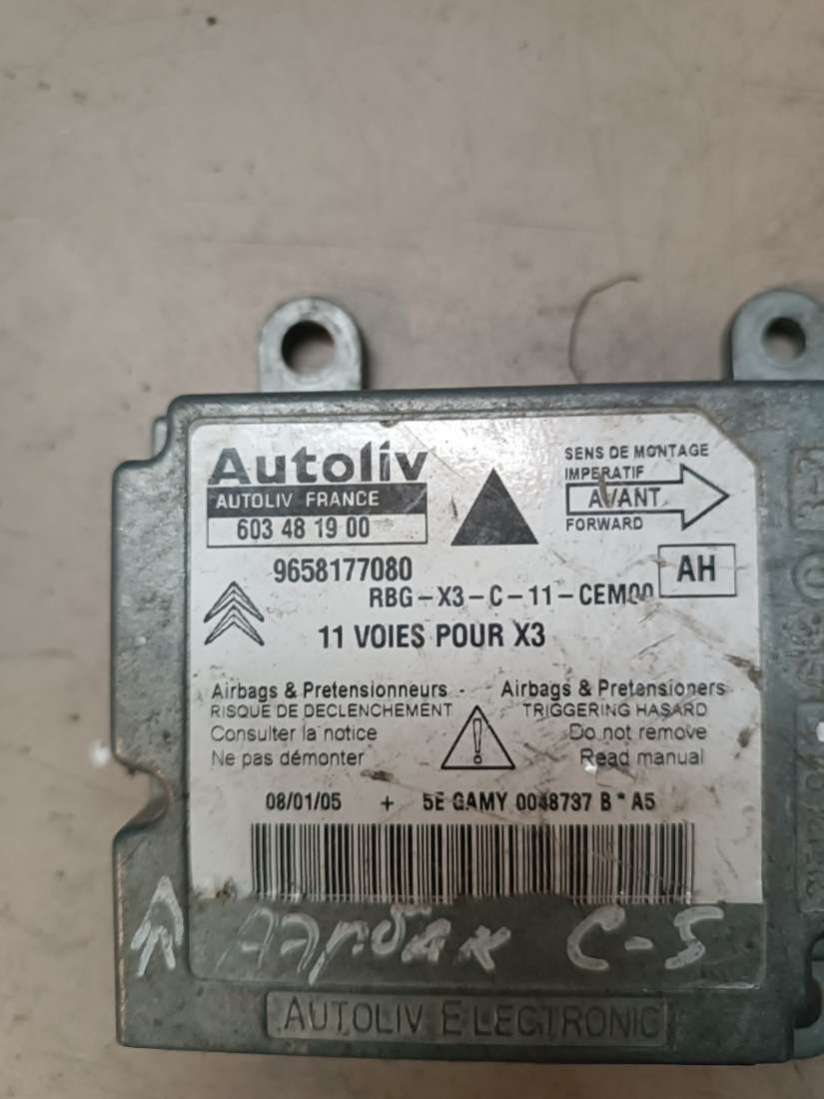 Autoliv
AUTOLIV FRANCE
603 48 19 00
SENS DE MONTAGE
IMPERATIF
AVANT
FORWARD
9658177080
AH
RBG-X3-C-11-CEM00
11 VOIES POUR X3
Airbags & Pretensionneurs - Airbags & Pretensioners
RISQUE DE DECLENCHEMENT TRIGGERING HASARD
Consulter la notice Do not remove
Ne pas démonter Read manual
08/01/05 + 5E GAMY 0048737 B * A5
Аэрбак C-5
AUTOLIV ELECTRONIC